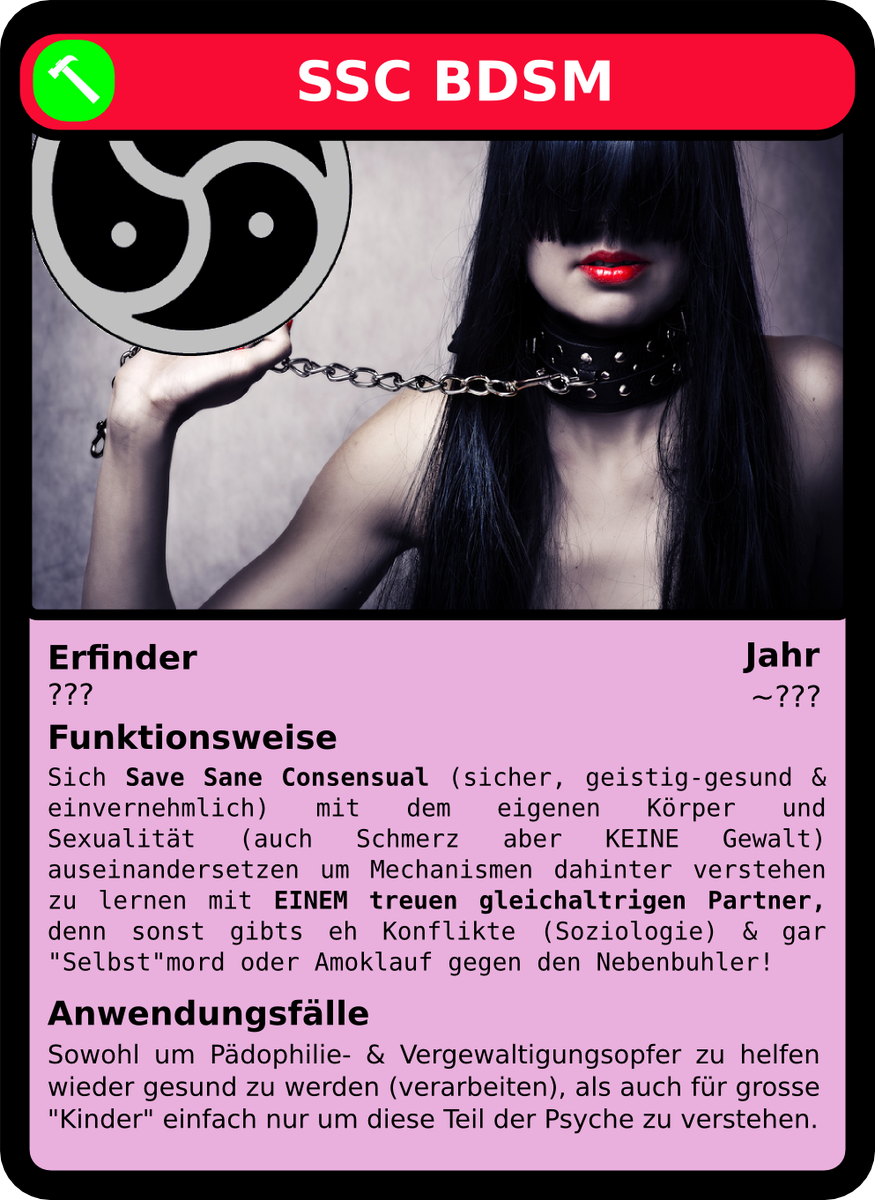 SSC BDSM
Erfinder
Jahr
???
~???
Funktionsweise
Sich Save Sane Consensual (sicher, geistig-gesund &
einvernehmlich) mit dem eigenen Körper und
Sexualität (auch Schmerz aber KEINE Gewalt)
auseinandersetzen um Mechanismen dahinter verstehen
zu lernen mit EINEM treuen gleichaltrigen Partner,
denn sonst gibts eh Konflikte (Soziologie) & gar
"Selbst"mord oder Amoklauf gegen den Nebenbuhler!
Anwendungsfälle
Sowohl um Pädophilie- & Vergewaltigungsopfer zu helfen
wieder gesund zu werden (verarbeiten), als auch für grosse
"Kinder" einfach nur um diese Teil der Psyche zu verstehen.